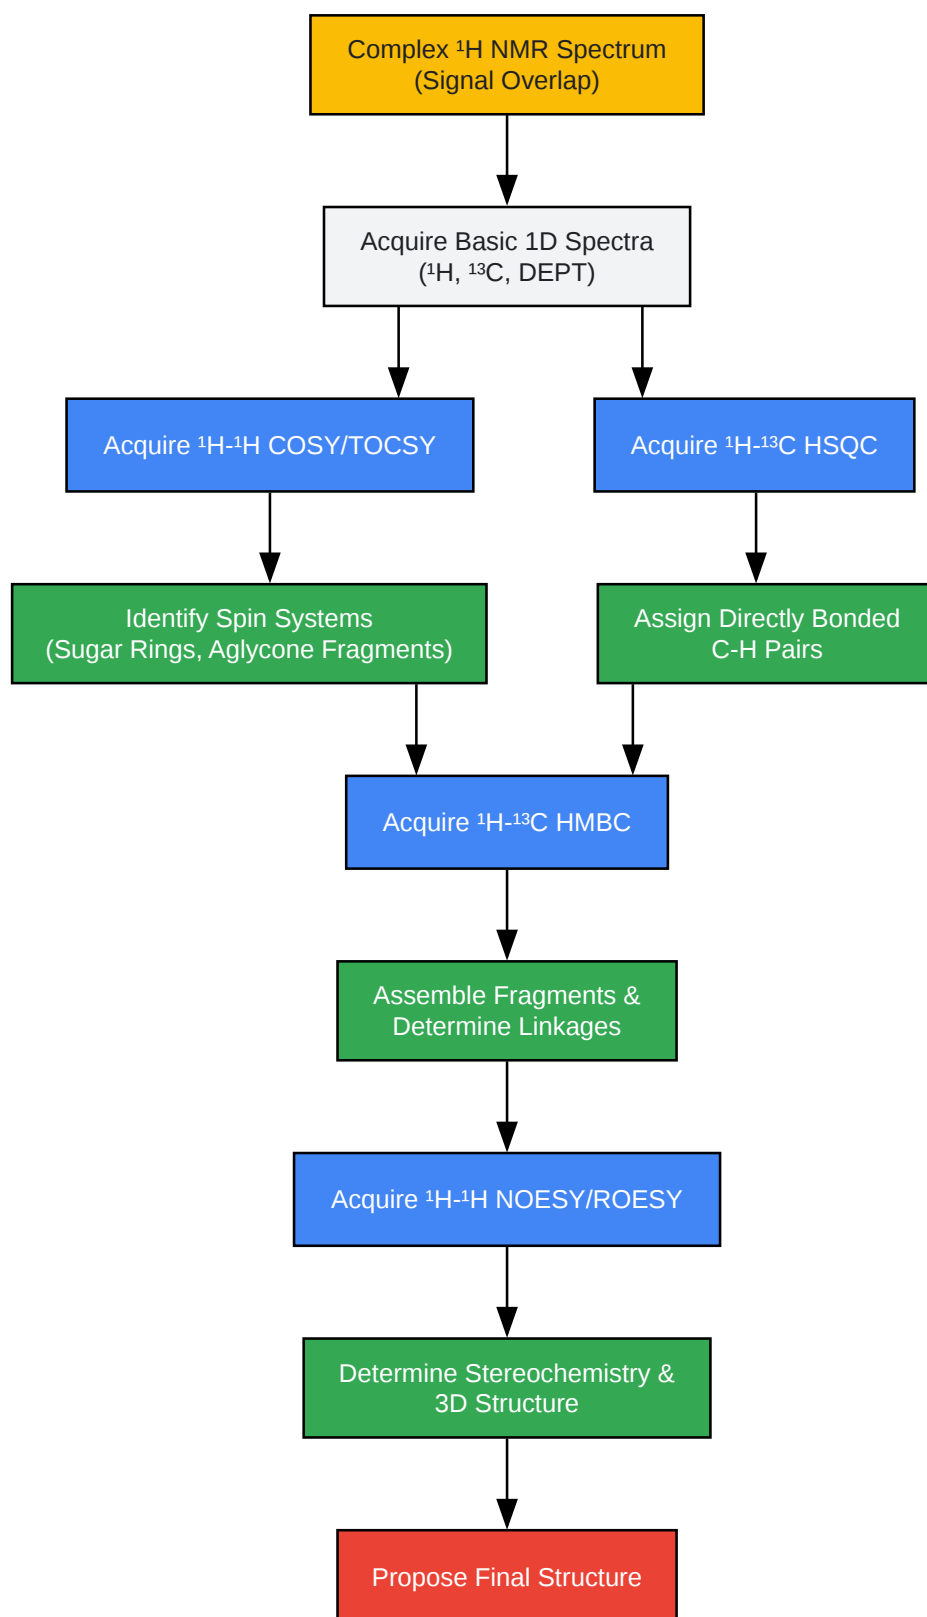 Complex ¹H NMR Spectrum
(Signal Overlap)
Acquire Basic 1D Spectra
(¹H, ¹³C, DEPT)
Acquire ¹H-¹H COSY/TOCSY
Acquire ¹H-¹³C HSQC
Identify Spin Systems
(Sugar Rings, Aglycone Fragments)
Assign Directly Bonded
C-H Pairs
Acquire ¹H-¹³C HMBC
Assemble Fragments &
Determine Linkages
Acquire ¹H-¹H NOESY/ROESY
Determine Stereochemistry &
3D Structure
Propose Final Structure